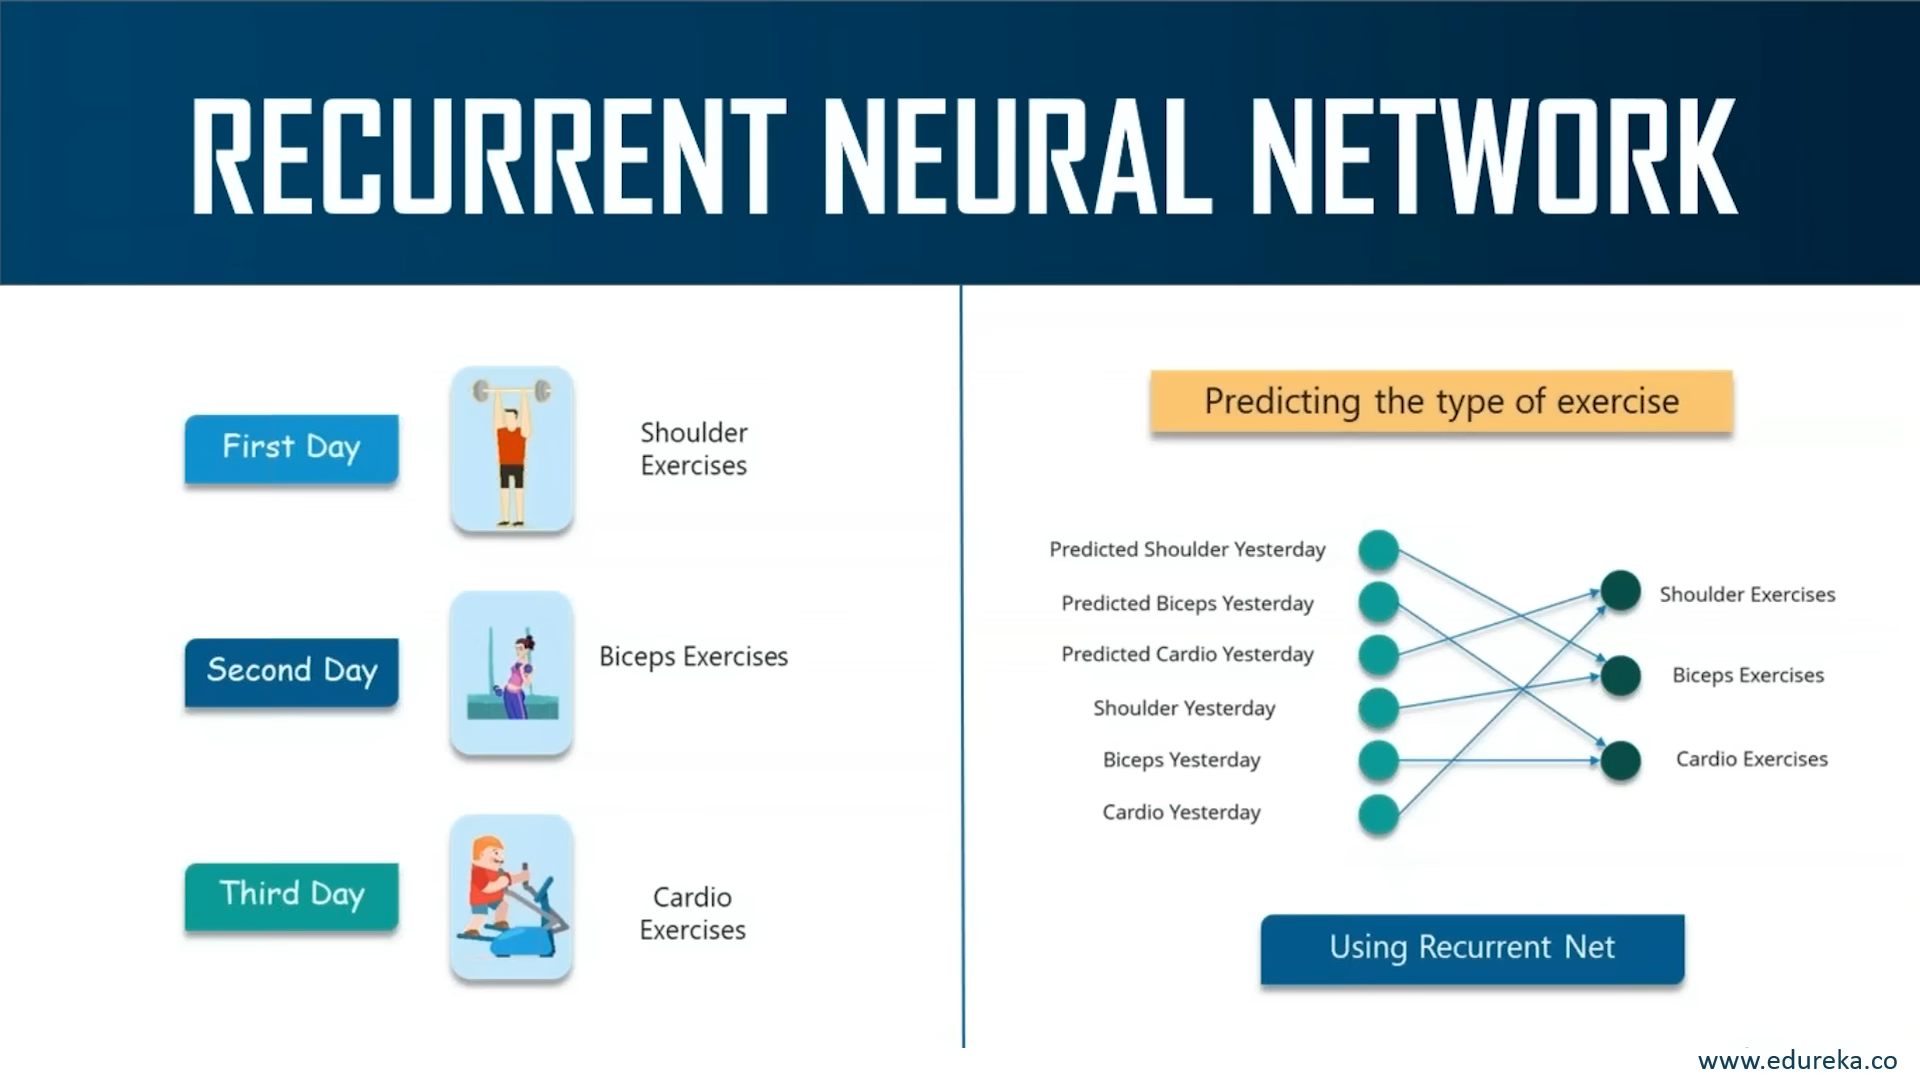 RECURRENT NEURAL NETWORK
First Day
Shoulder
Exercises
Second Day
Biceps Exercises
Third Day
Cardio
Exercises
Predicting the type of exercise
Predicted Shoulder Yesterday
Predicted Biceps Yesterday
Predicted Cardio Yesterday
Shoulder Yesterday
Biceps Yesterday
Cardio Yesterday
Shoulder Exercises
Biceps Exercises
Cardio Exercises
Using Recurrent Net
www.edureka.co